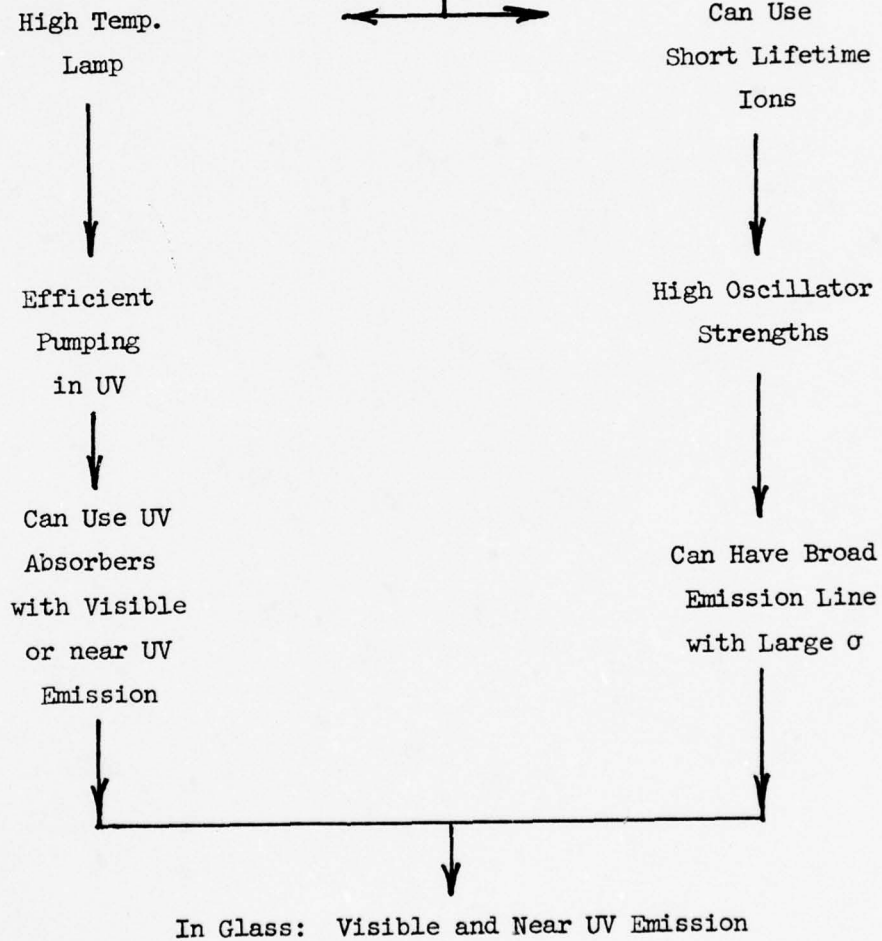 High Temp.
Lamp
Efficient
Pumping
in UV
Can Use UV
Absorbers
with Visible
or near UV
Emission
Can Use
Short Lifetime
Ions
High Oscillator
Strengths
Can Have Broad
Emission Line
with Large σ
In Glass: Visible and Near UV Emission